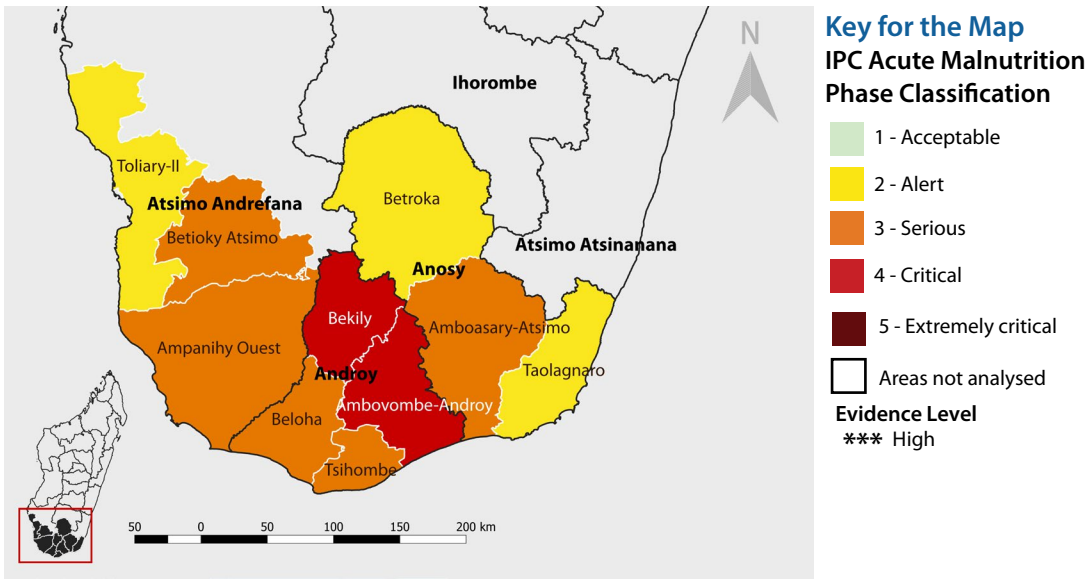 Ihorombe
N
Toliary-II
Atsimo Andrefana
Betioky Atsimo
Betroka
Atsimo Atsinanana
Anosy
Bekily
Amboasary-Atsimo
Ampanihy Ouest
Taolagnaro
Androy
Ambovombe-Androy
Beloha
Tsihombe
50 0 50 100 150 200 km
Key for the Map
IPC Acute Malnutrition
Phase Classification
1 - Acceptable
2 - Alert
3 - Serious
4 - Critical
5 - Extremely critical
Areas not analysed
Evidence Level
*** High